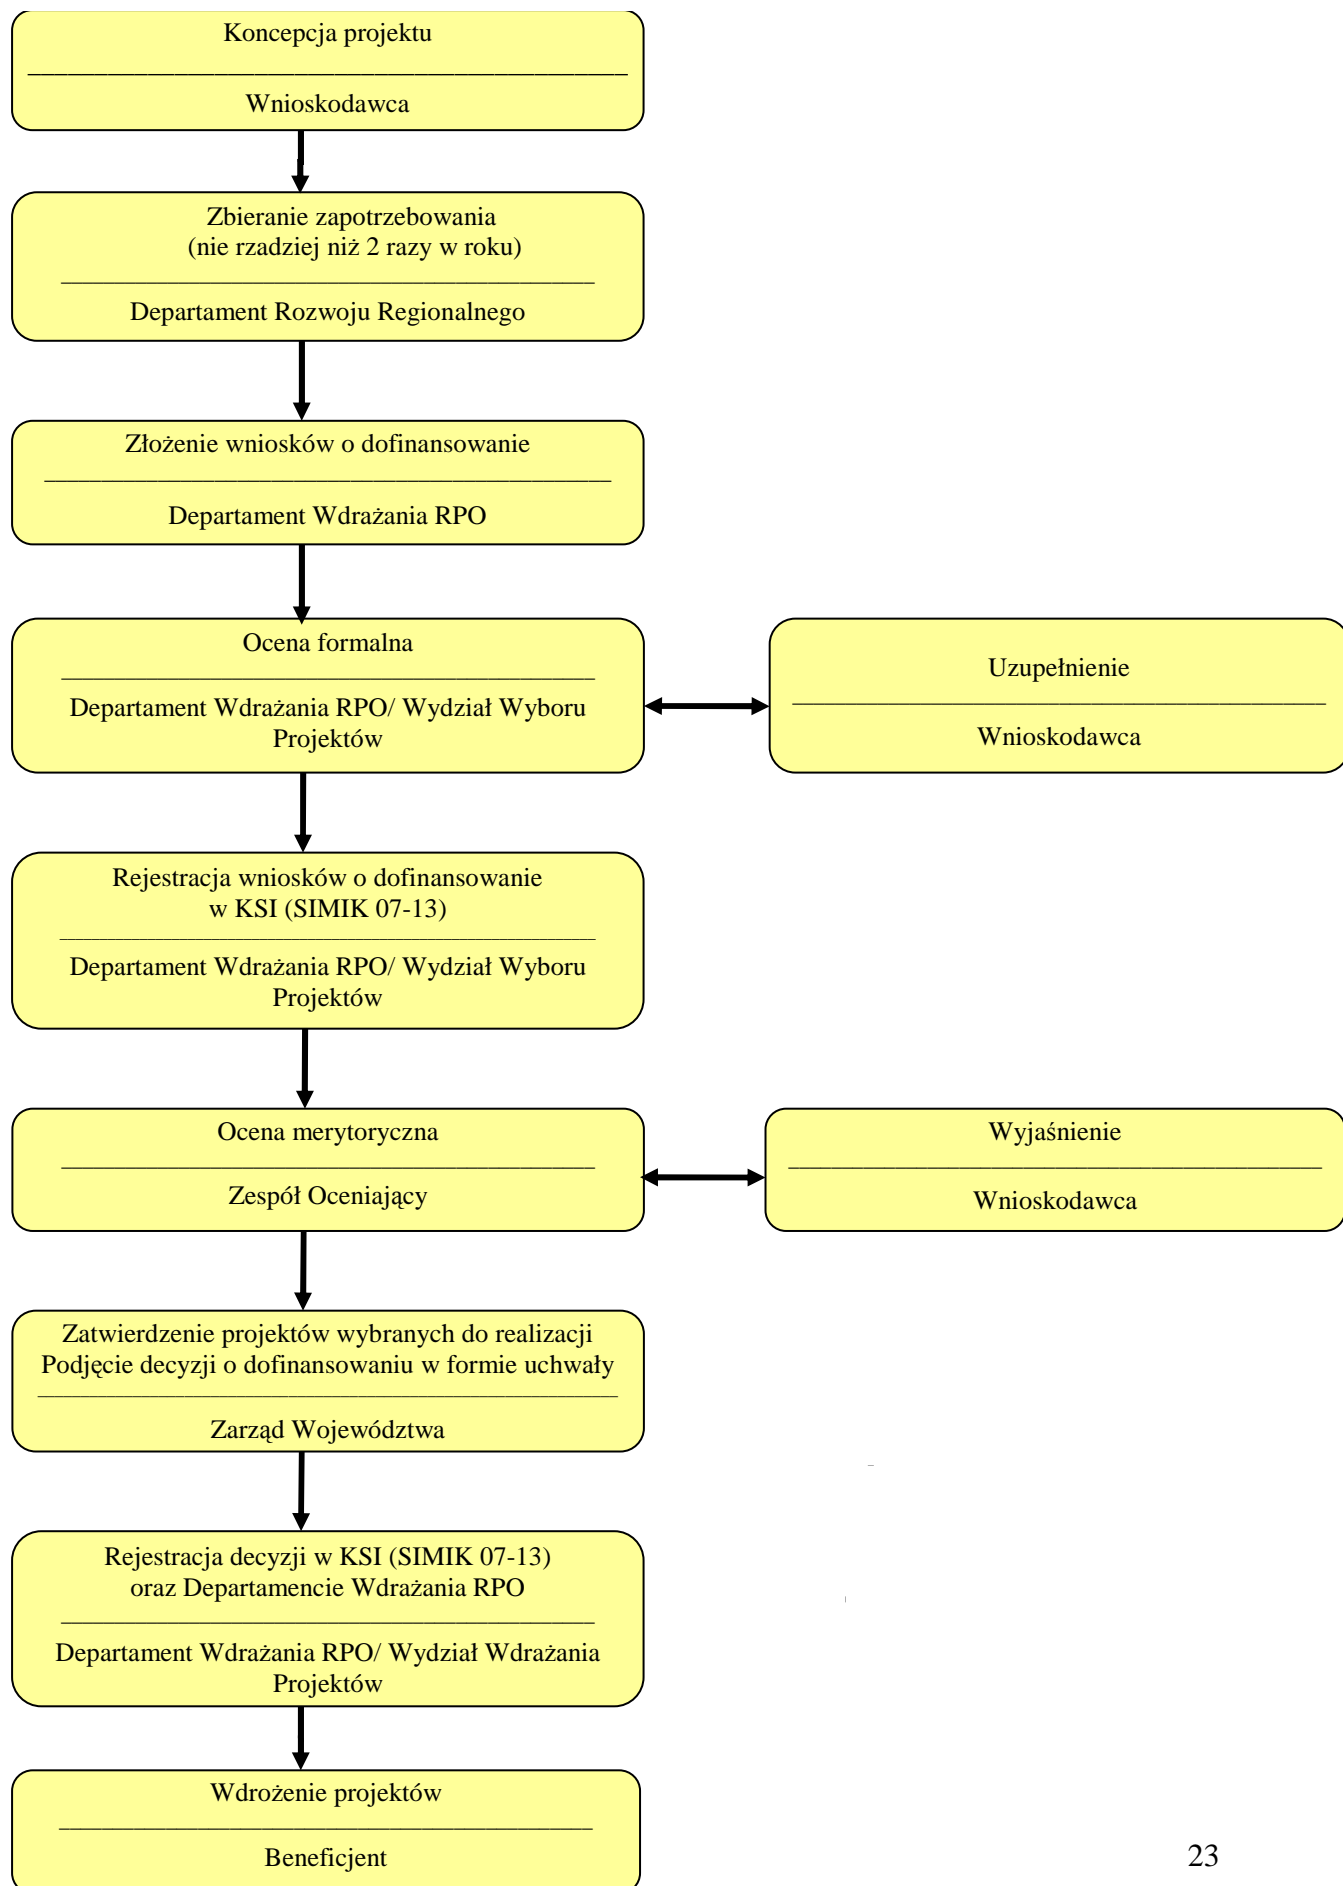 Koncepcja projektu
Wnioskodawca
Zbieranie zapotrzebowania
(nie rzadziej niż 2 razy w roku)
Departament Rozwoju Regionalnego
Złożenie wniosków o dofinansowanie
Departament Wdrażania RPO
Ocena formalna
Departament Wdrażania RPO/ Wydział Wyboru
Projektów
Uzupełnienie
Wnioskodawca
Rejestracja wniosków o dofinansowanie
w KSI (SIMIK 07-13)
Departament Wdrażania RPO/ Wydział Wyboru
Projektów
Ocena merytoryczna
Zespół Oceniający
Wyjaśnienie
Wnioskodawca
Zatwierdzenie projektów wybranych do realizacji
Podjęcie decyzji o dofinansowaniu w formie uchwały
Zarząd Województwa
Rejestracja decyzji w KSI (SIMIK 07-13)
oraz Departamencie Wdrażania RPO
Departament Wdrażania RPO/ Wydział Wdrażania
Projektów
Wdrożenie projektów
Beneficjent
23